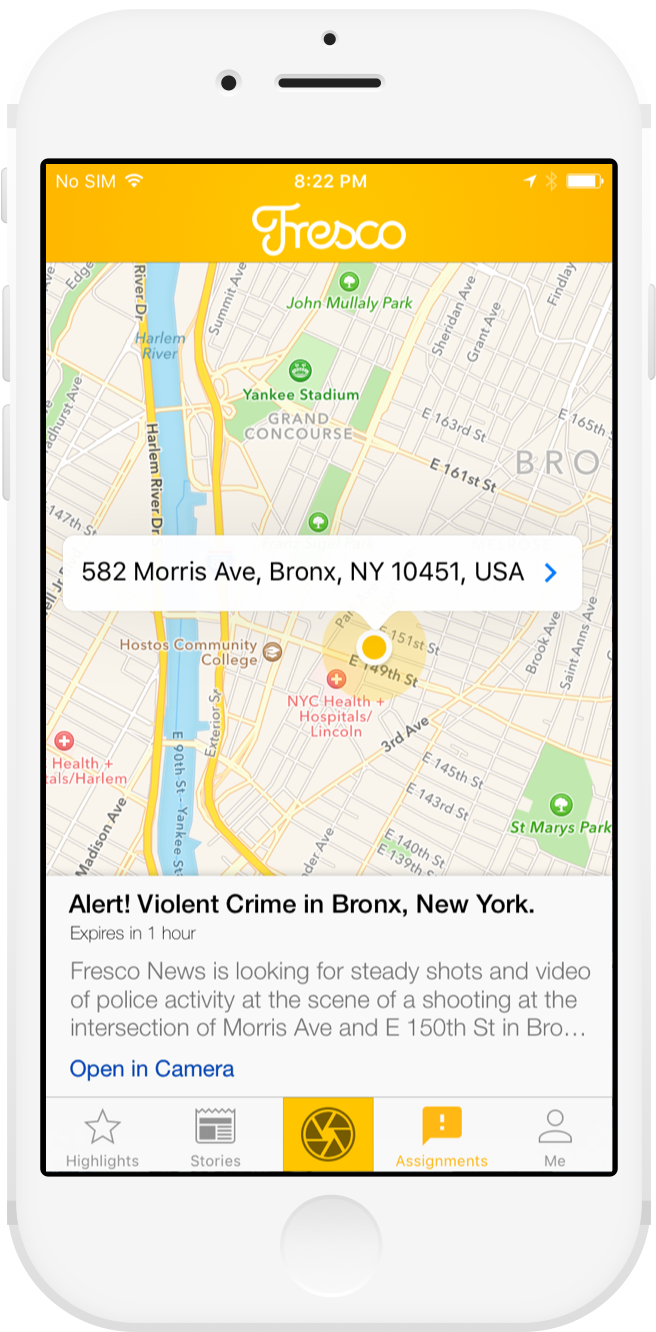 No SIM 8:22 PM
Fresco
River Dr
Summit Ave
John Mullaly Park
Sheridan Ave
Grant Ave
Findlay
Harlem
River
Yankee Stadium
GRAND
CONCOURSE
E 163rd St
E 165th
BRO
E 161st St
Harlem River Dr
147th St
582 Morris Ave, Bronx, NY 10451, USA
E 151st St
E 149th St
Hostos Community
College
Brook Ave
Saint Anns Ave
NYC Health +
Hospitals/
Lincoln
Exterior St
3rd Ave
Health +
als/Harlem
E 145th St
E 143rd St
E 90th St - Yankee St
Madison Ave
St Marys Park
der Ave
E 140th St
E 139th St
Alert! Violent Crime in Bronx, New York.
Expires in 1 hour
Fresco News is looking for steady shots and video
of police activity at the scene of a shooting at the
intersection of Morris Ave and E 150th St in Bro...
Open in Camera
Highlights Stories Assignments Me